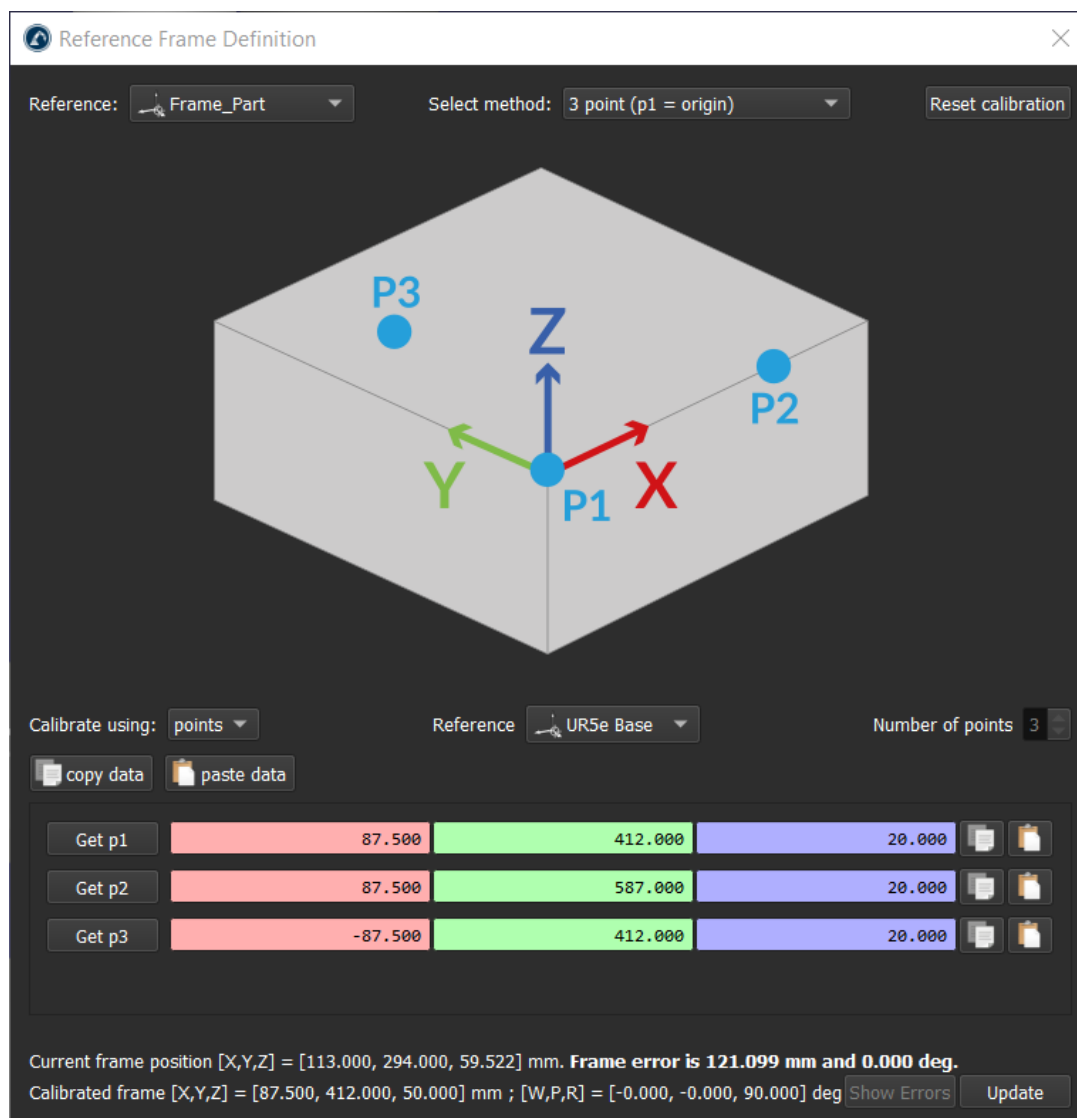 Reference Frame Definition
Reference: Frame_Part Select method: 3 point (p1 = origin) Reset calibration
P3
Z
P2
Y
P1
X
Calibrate using: points Reference UR5e Base Number of points 3
copy data paste data
Get p1 87.500 412.000 20.000
Get p2 87.500 587.000 20.000
Get p3 -87.500 412.000 20.000
Current frame position [X,Y,Z] = [113.000, 294.000, 59.522] mm. Frame error is 121.099 mm and 0.000 deg.
Calibrated frame [X,Y,Z] = [87.500, 412.000, 50.000] mm ; [W,P,R] = [-0.000, -0.000, 90.000] deg Show Errors Update